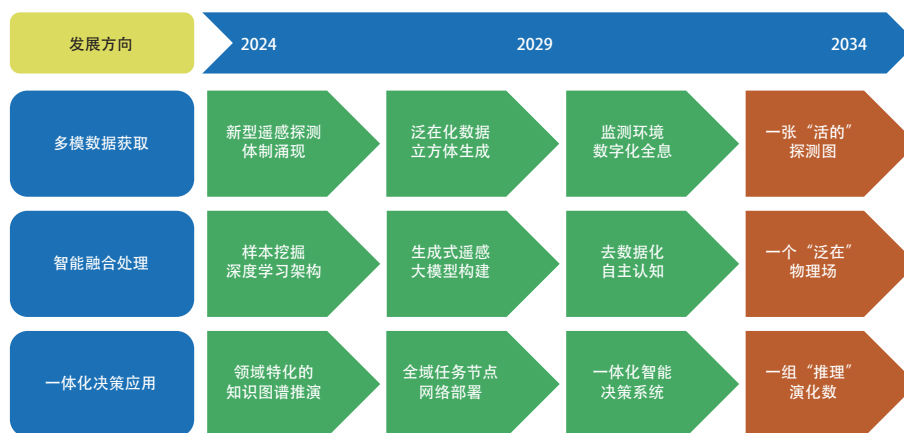 发展方向
2024
2029
2034
多模数据获取
新型遥感探测
体制涌现
泛在化数据
立方体生成
监测环境
数字化全息
一张“活的”
探测图
智能融合处理
样本挖掘
深度学习架构
生成式遥感
大模型构建
去数据化
自主认知
一个“泛在”
物理场
一体化决策应用
领域特化的
知识图谱推演
全域任务节点
网络部署
一体化智能
决策系统
一组“推理”
演化数